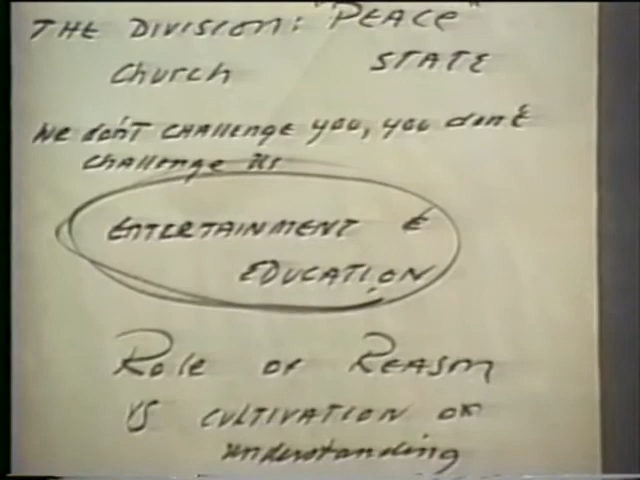 THE DIVISION: "PEACE"
Church STATE
We don't CHALLENGE you, you don't
challenge us
ENTERTAINMENT &
EDUCATION
Role of REASON
VS CULTIVATION OF
understanding